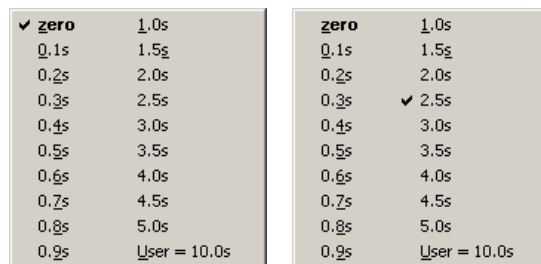 ✔ zero 1.0s zero 1.0s
0.1s 1.5s 0.1s 1.5s
0.2s 2.0s 0.2s 2.0s
0.3s 2.5s 0.3s ✔ 2.5s
0.4s 3.0s 0.4s 3.0s
0.5s 3.5s 0.5s 3.5s
0.6s 4.0s 0.6s 4.0s
0.7s 4.5s 0.7s 4.5s
0.8s 5.0s 0.8s 5.0s
0.9s User = 10.0s 0.9s User = 10.0s